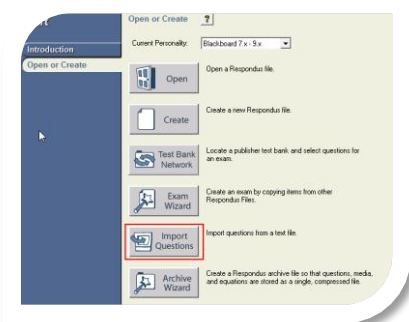 Open or Create ?
Current Personality: Blackboard 7.x - 9.x
Introduction
Open or Create
Open
Open a Respondus file.
Create
Create a new Respondus file.
Test Bank
Network
Locate a publisher test bank and select questions for
an exam.
Exam
Wizard
Create an exam by copying items from other
Respondus Files.
Import
Questions
Import questions from a text file.
Archive
Wizard
Create a Respondus archive file so that questions, media,
and equations are stored as a single, compressed file.